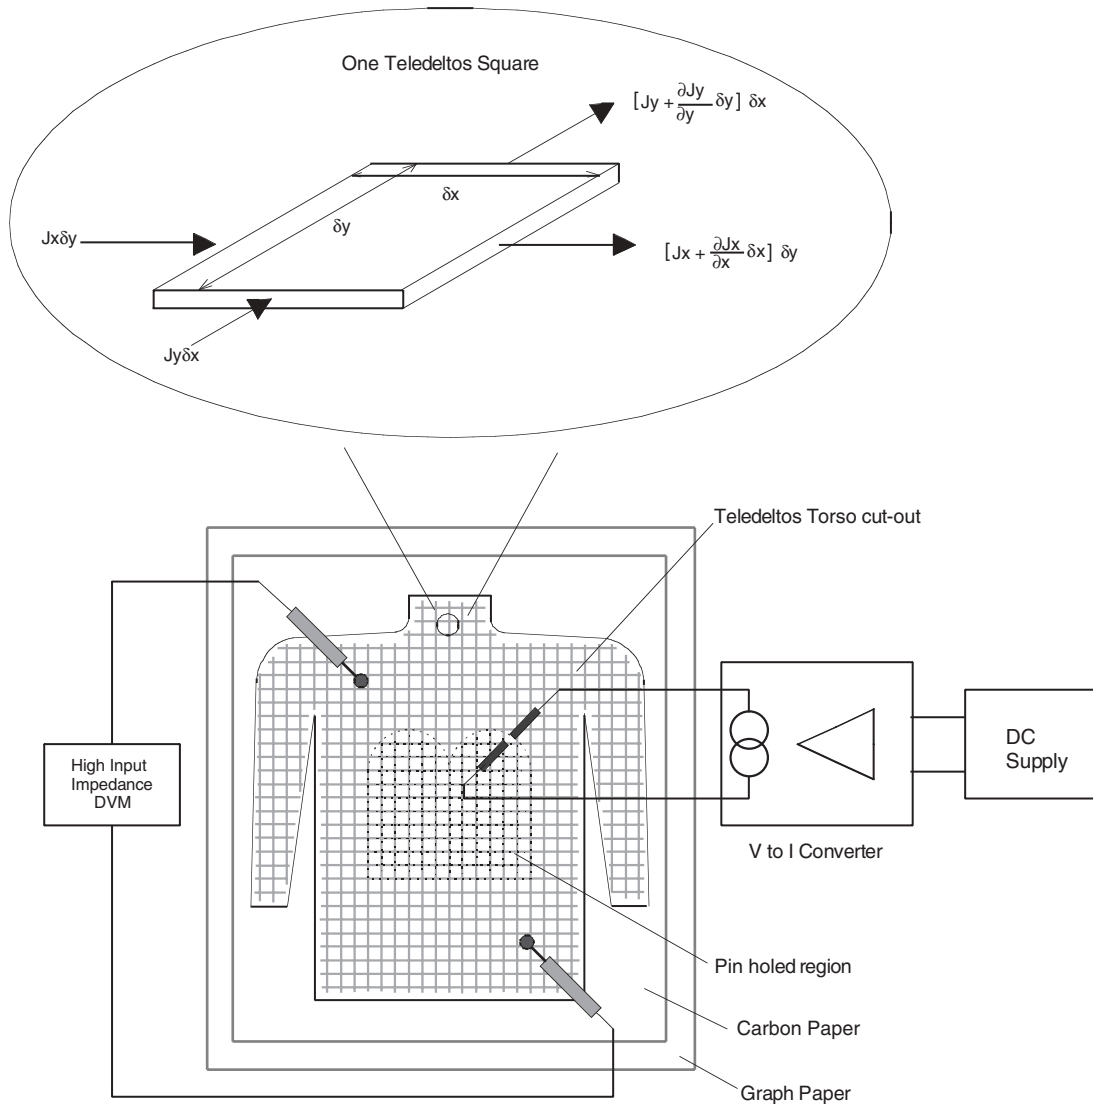 One Teledeltos Square
[Jy + ∂Jy/∂y δy] δx
δx
δy
Jxδy
[Jx + ∂Jx/∂x δx] δy
Jyδx
Teledeltos Torso cut-out
High Input
Impedance
DVM
DC
Supply
V to I Converter
Pin holed region
Carbon Paper
Graph Paper